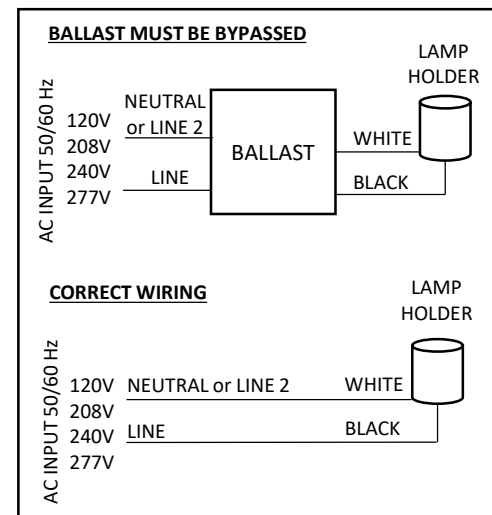 BALLAST MUST BE BYPASSED
LAMP
HOLDER
AC INPUT 50/60 Hz
120V
208V
240V
277V
NEUTRAL
or LINE 2
LINE
BALLAST
WHITE
BLACK
CORRECT WIRING
LAMP
HOLDER
AC INPUT 50/60 Hz
120V NEUTRAL or LINE 2 WHITE
208V
240V LINE BLACK
277V